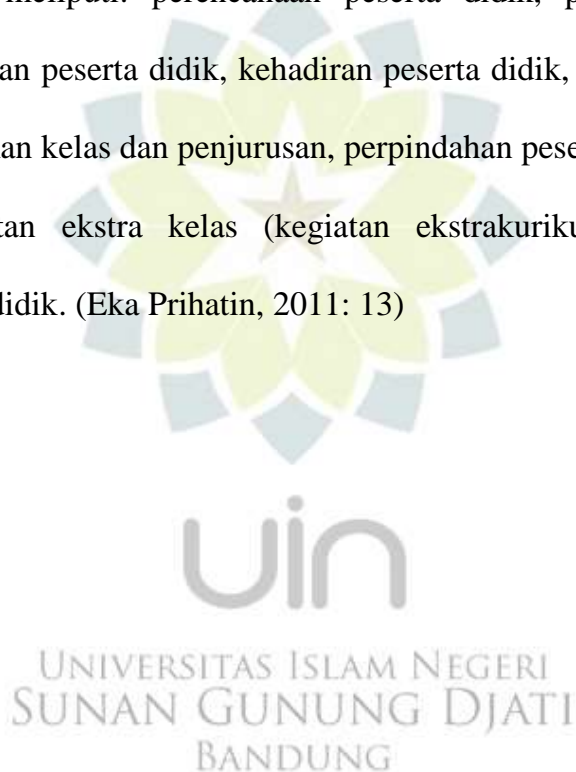 meliputi: perencanaan peserta didik, p
an peserta didik, kehadiran peserta didik,
an kelas dan penjurusan, perpindahan pese
tan ekstra kelas (kegiatan ekstrakuriku
didik. (Eka Prihatin, 2011: 13)
uin
UNIVERSITAS ISLAM NEGERI
SUNAN GUNUNG DJATI
BANDUNG